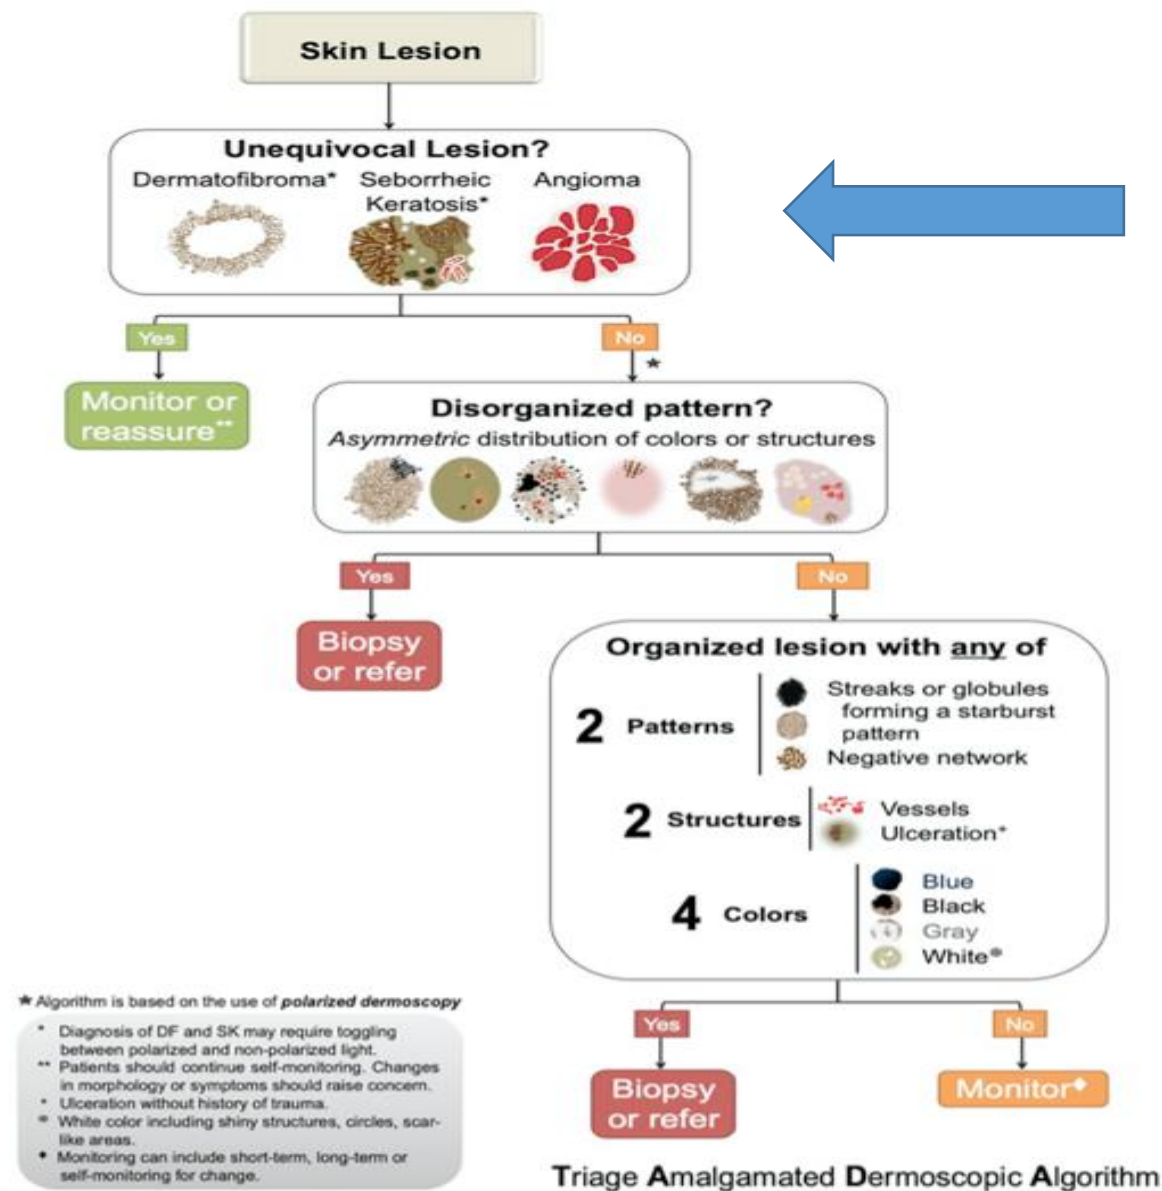 Skin Lesion
Unequivocal Lesion?
Dermatofibroma* Seborrheic Keratosis* Angioma
Yes
No
★
Monitor or
reassure**
Disorganized pattern?
Asymmetric distribution of colors or structures
Yes
No
Biopsy
or refer
Organized lesion with any of
2 Patterns
Streaks or globules
forming a starburst
pattern
Negative network
2 Structures
Vessels
Ulceration+
4 Colors
Blue
Black
Gray
White®
Yes
No
Biopsy
or refer
Monitor♦
★ Algorithm is based on the use of polarized dermoscopy
* Diagnosis of DF and SK may require toggling
between polarized and non-polarized light.
** Patients should continue self-monitoring. Changes
in morphology or symptoms should raise concern.
+ Ulceration without history of trauma.
® White color including shiny structures, circles, scar-
like areas.
♦ Monitoring can include short-term, long-term or
self-monitoring for change.
Triage Amalgamated Dermoscopic Algorithm